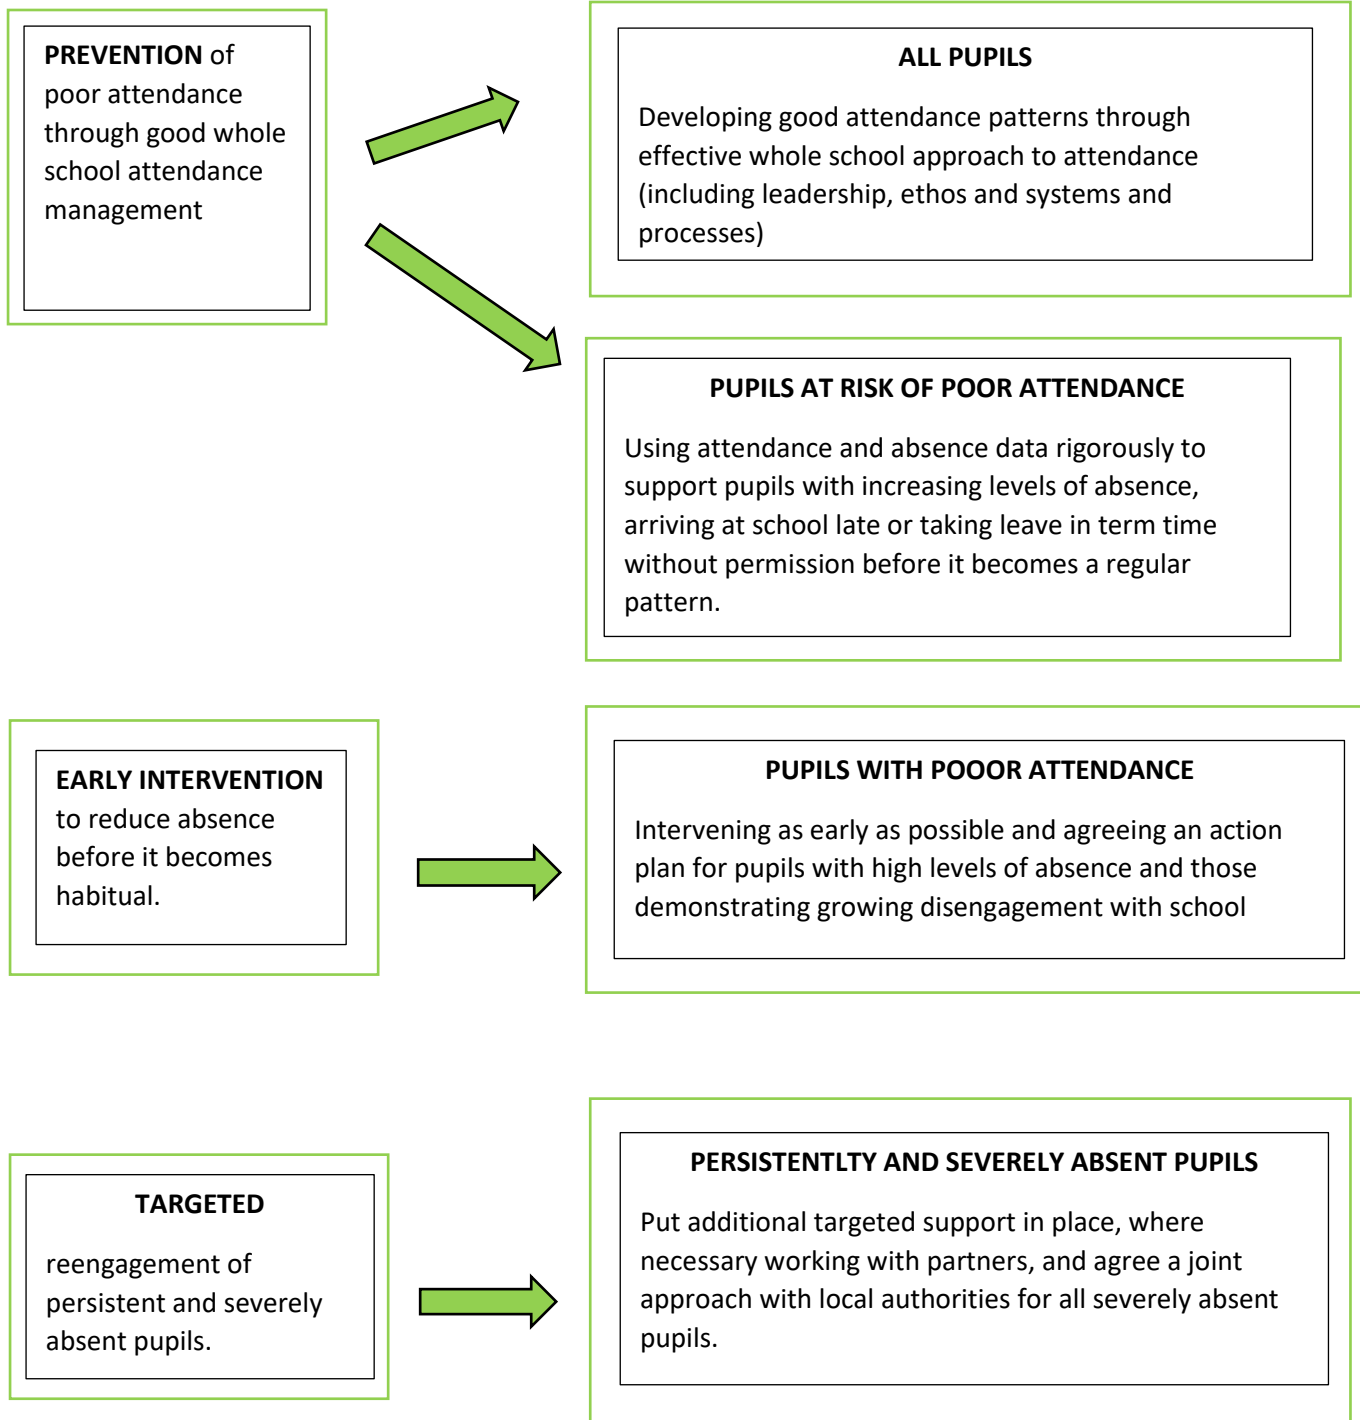 PREVENTION of
poor attendance
through good whole
school attendance
management
ALL PUPILS
Developing good attendance patterns through
effective whole school approach to attendance
(including leadership, ethos and systems and
processes)
PUPILS AT RISK OF POOR ATTENDANCE
Using attendance and absence data rigorously to
support pupils with increasing levels of absence,
arriving at school late or taking leave in term time
without permission before it becomes a regular
pattern.
EARLY INTERVENTION
to reduce absence
before it becomes
habitual.
PUPILS WITH POOOR ATTENDANCE
Intervening as early as possible and agreeing an action
plan for pupils with high levels of absence and those
demonstrating growing disengagement with school
TARGETED
reengagement of
persistent and severely
absent pupils.
PERSISTENTLTY AND SEVERELY ABSENT PUPILS
Put additional targeted support in place, where
necessary working with partners, and agree a joint
approach with local authorities for all severely absent
pupils.